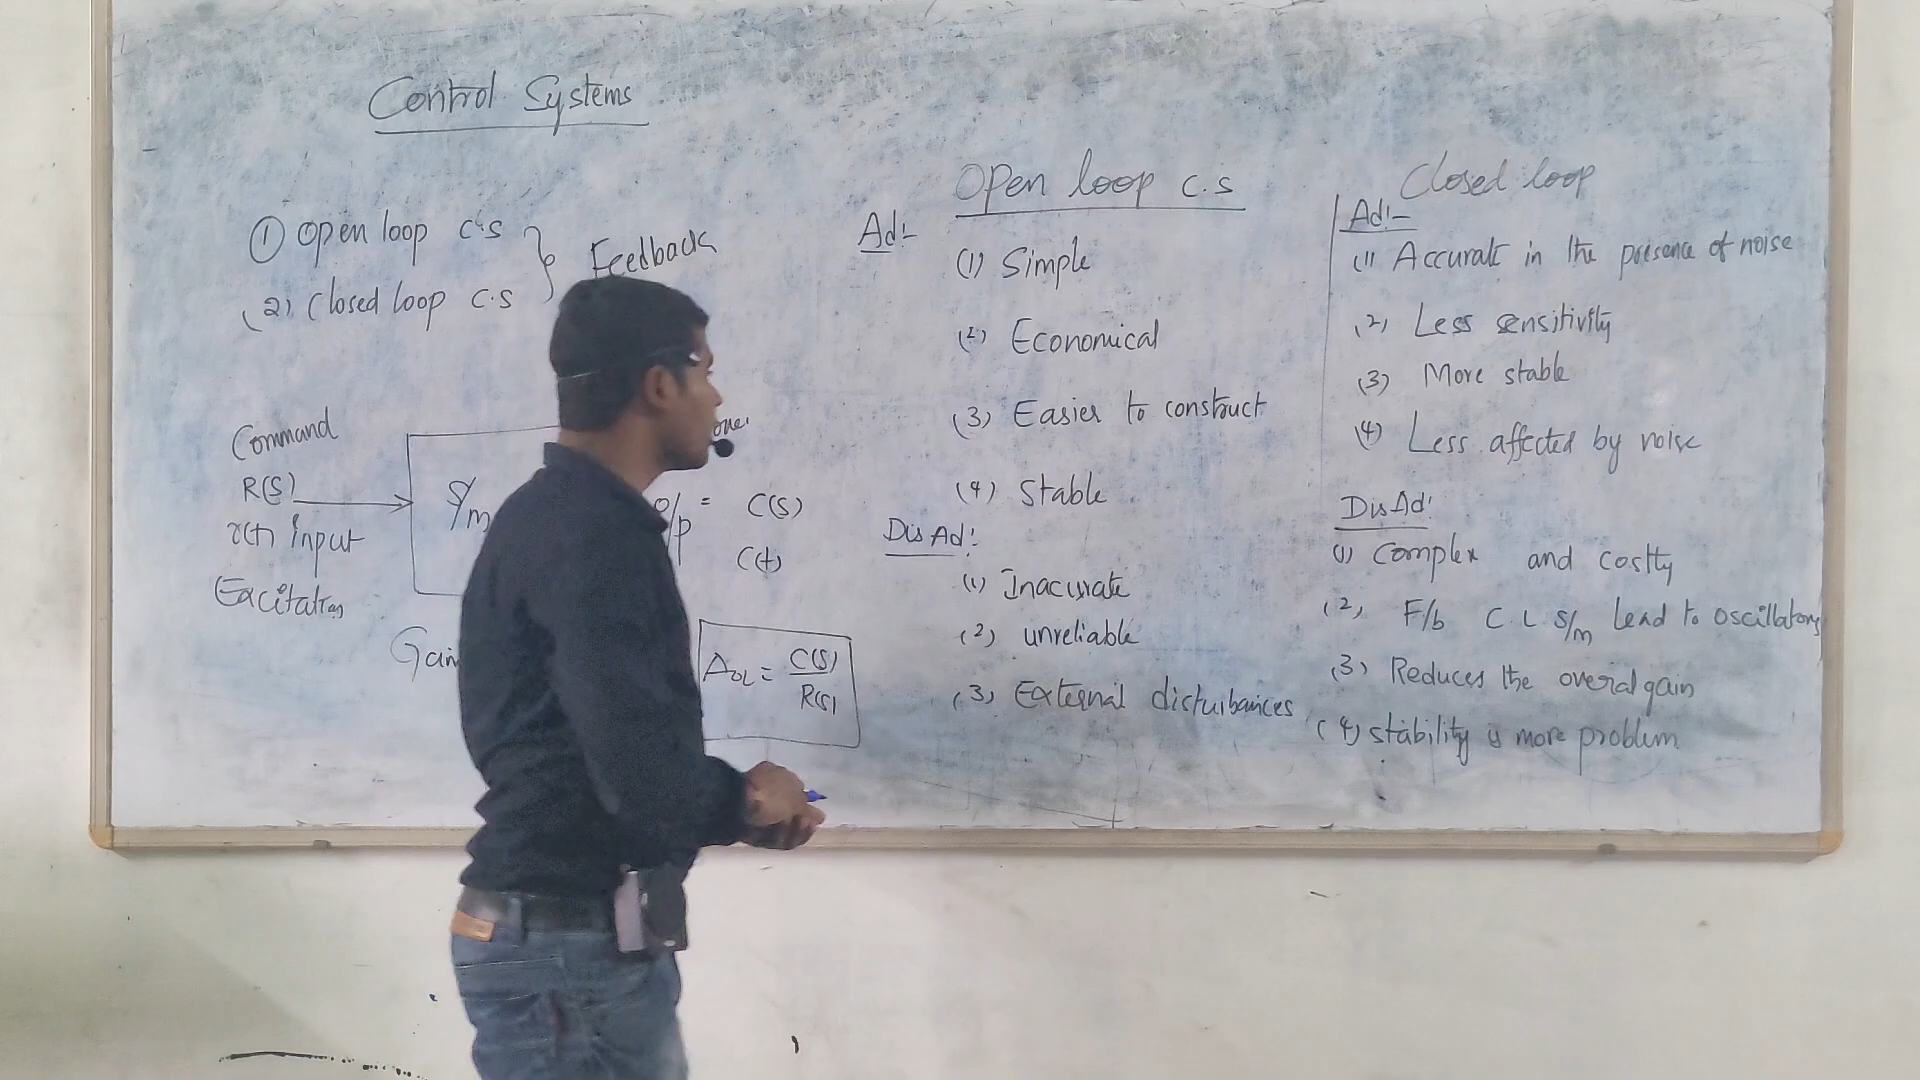 Control Systems
① Open loop C.S
(2) Closed loop C.S
Feedback
Command
R(S)
r(t) input
Excitation
S/m
O/p = C(S)
C(t)
Gain
A_OL = C(S)/R(S)
Open loop C.S
Ad:-
(1) Simple
(2) Economical
(3) Easier to construct
(4) Stable
DisAd:
(1) Inaccurate
(2) unreliable
(3) External disturbances
Closed loop
Ad:-
(1) Accurate in the presence of noise
(2) Less sensitivity
(3) More stable
(4) Less affected by noise
DisAd:
(1) Complex and costly
(2) F/b C.L S/m lead to oscillatory
(3) Reduces the overal gain
(4) stability is more problem